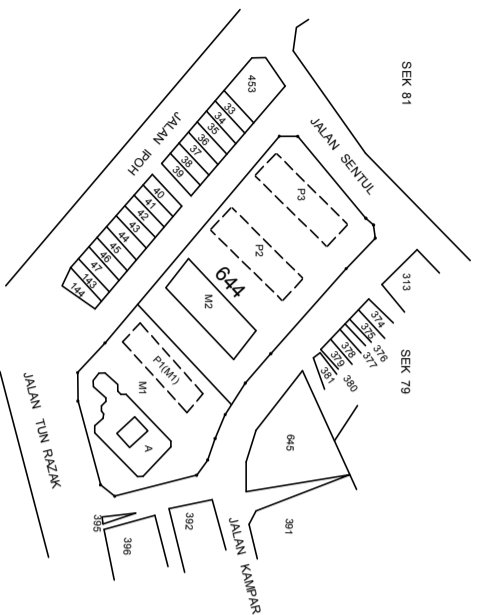 SEK 81
453
33
34
35
36
37
38
39
JALAN IPOH
40
41
42
43
44
45
46
47
143
144
JALAN SENTUL
P3
P2
644
M2
P1(M1)
M1
A
313
374
375
376
377
378
379
380
381
SEK 79
645
391
392
395
396
JALAN TUN RAZAK
JALAN KAMPAR